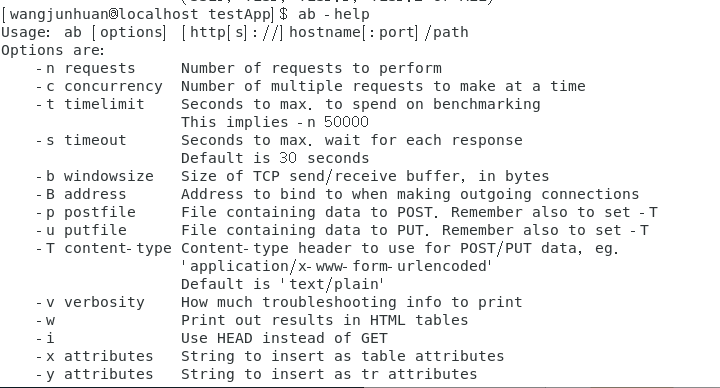 [wangjunhuan@localhost testApp]$ ab -help
Usage: ab [options] [http[s]://]hostname[:port]/path
Options are:
    -n requests     Number of requests to perform
    -c concurrency  Number of multiple requests to make at a time
    -t timelimit    Seconds to max. to spend on benchmarking
                    This implies -n 50000
    -s timeout      Seconds to max. wait for each response
                    Default is 30 seconds
    -b windowsize   Size of TCP send/receive buffer, in bytes
    -B address      Address to bind to when making outgoing connections
    -p postfile     File containing data to POST. Remember also to set -T
    -u putfile      File containing data to PUT. Remember also to set -T
    -T content-type Content-type header to use for POST/PUT data, eg.
                    'application/x-www-form-urlencoded'
                    Default is 'text/plain'
    -v verbosity    How much troubleshooting info to print
    -w              Print out results in HTML tables
    -i              Use HEAD instead of GET
    -x attributes   String to insert as table attributes
    -y attributes   String to insert as tr attributes